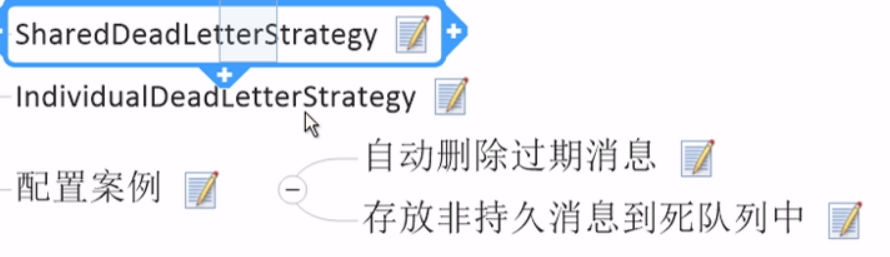 SharedDeadLetterStrategy
IndividualDeadLetterStrategy
自动删除过期消息
配置案例
存放非持久消息到死队列中